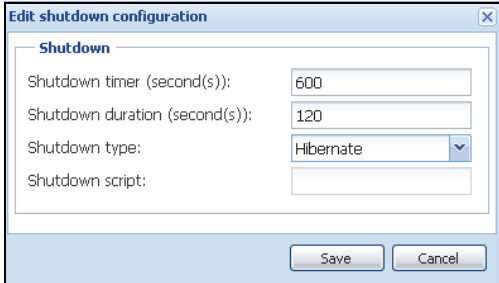 Edit shutdown configuration
Shutdown
Shutdown timer (second(s)): 600
Shutdown duration (second(s)): 120
Shutdown type: Hibernate
Shutdown script:
Save Cancel